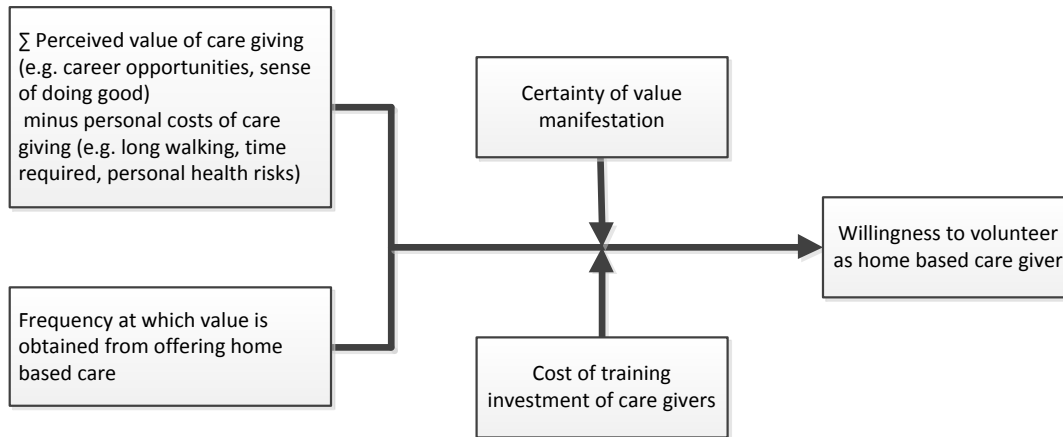 ∑ Perceived value of care giving
(e.g. career opportunities, sense
of doing good)
minus personal costs of care
giving (e.g. long walking, time
required, personal health risks)
Certainty of value
manifestation
Willingness to volunteer
as home based care giver
Frequency at which value is
obtained from offering home
based care
Cost of training
investment of care givers